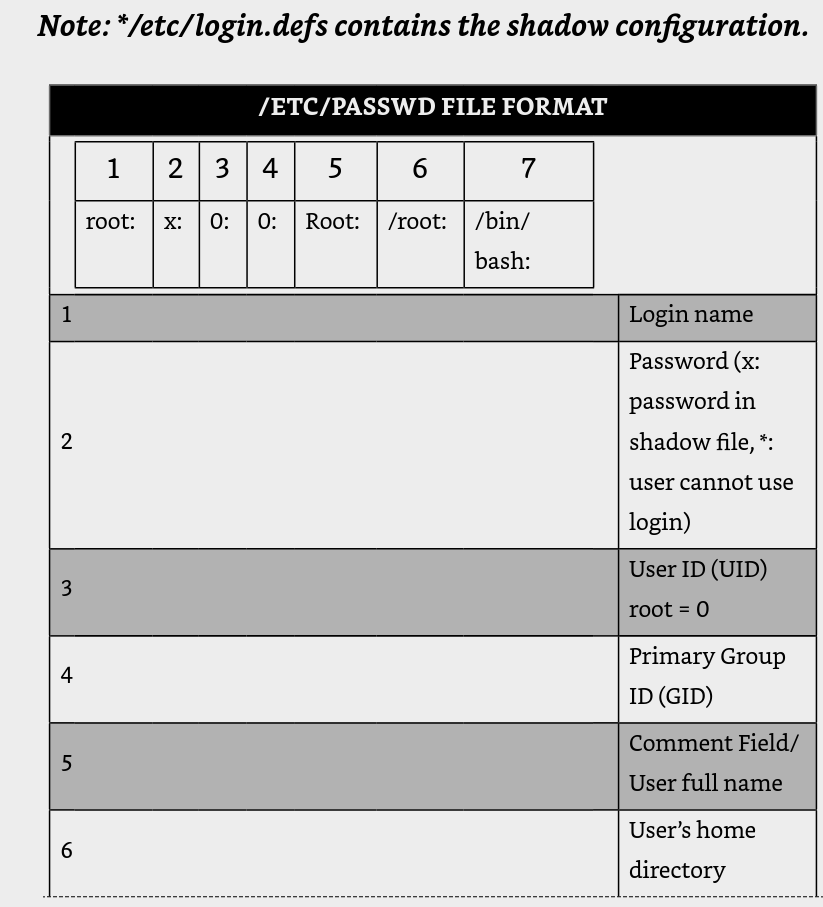 Note: */etc/login.defs contains the shadow configuration.
/ETC/PASSWD FILE FORMAT
1 2 3 4 5 6 7
root: x: 0: 0: Root: /root: /bin/
bash:
1 Login name
2 Password (x:
password in
shadow file, *:
user cannot use
login)
3 User ID (UID)
root = 0
4 Primary Group
ID (GID)
5 Comment Field/
User full name
6 User’s home
directory